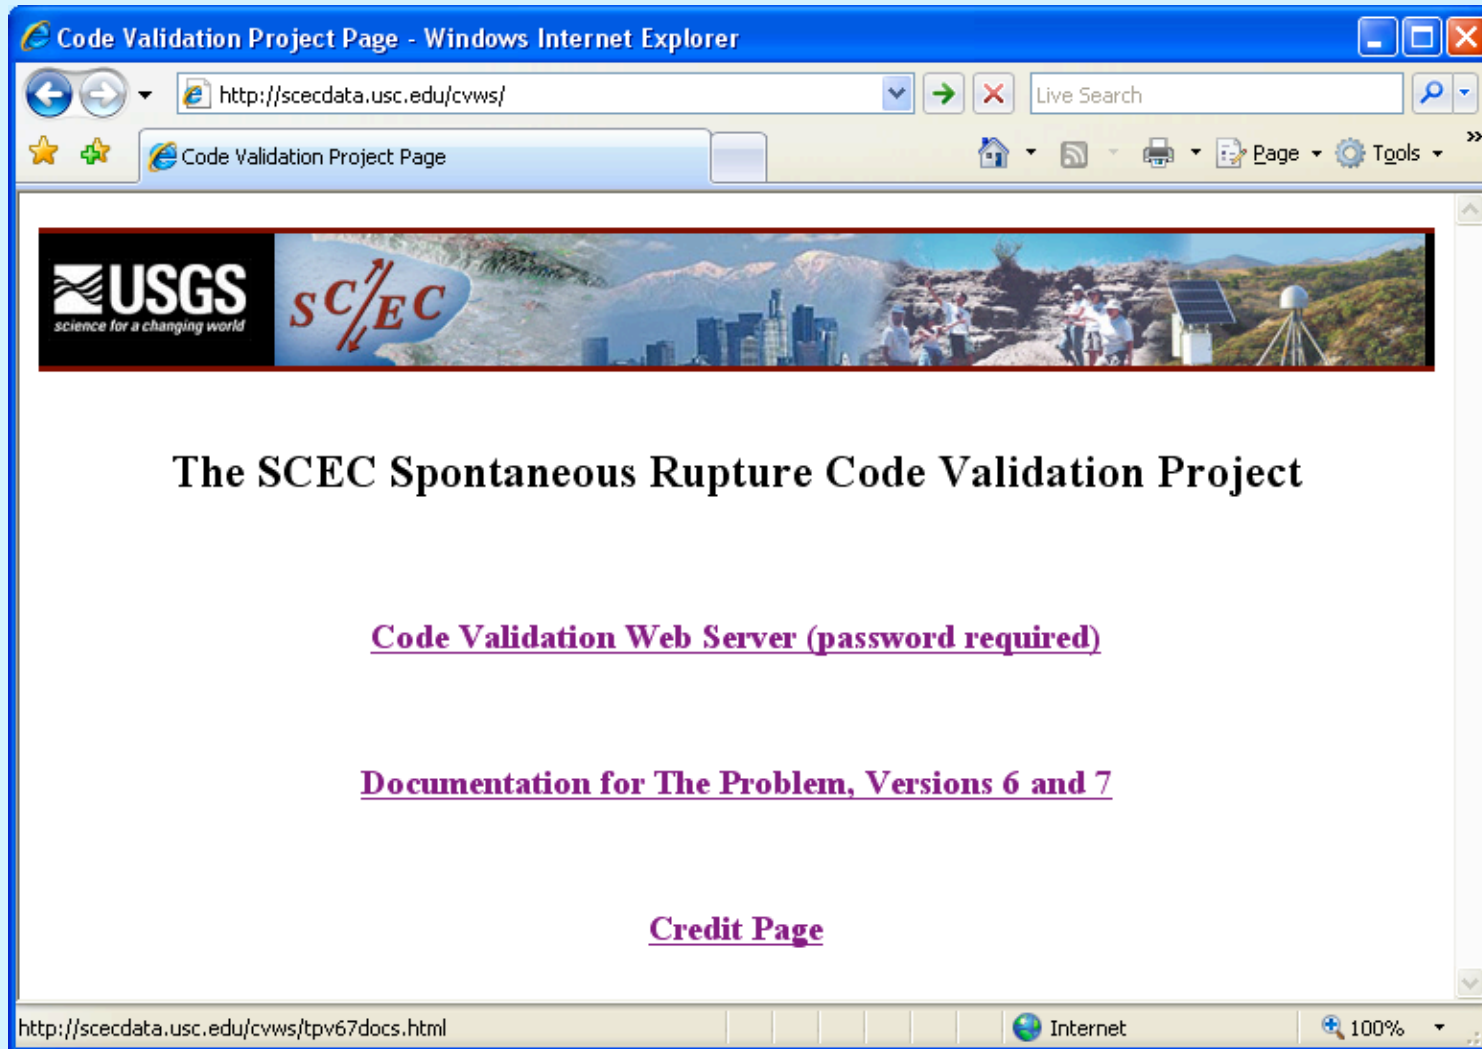 Code Validation Project Page - Windows Internet Explorer
http://scecdata.usc.edu/cvws/
Live Search
Code Validation Project Page
Page
Tools
USGS
science for a changing world
SC/EC
The SCEC Spontaneous Rupture Code Validation Project
Code Validation Web Server (password required)
Documentation for The Problem, Versions 6 and 7
Credit Page
http://scecdata.usc.edu/cvws/tpv67docs.html
Internet
100%